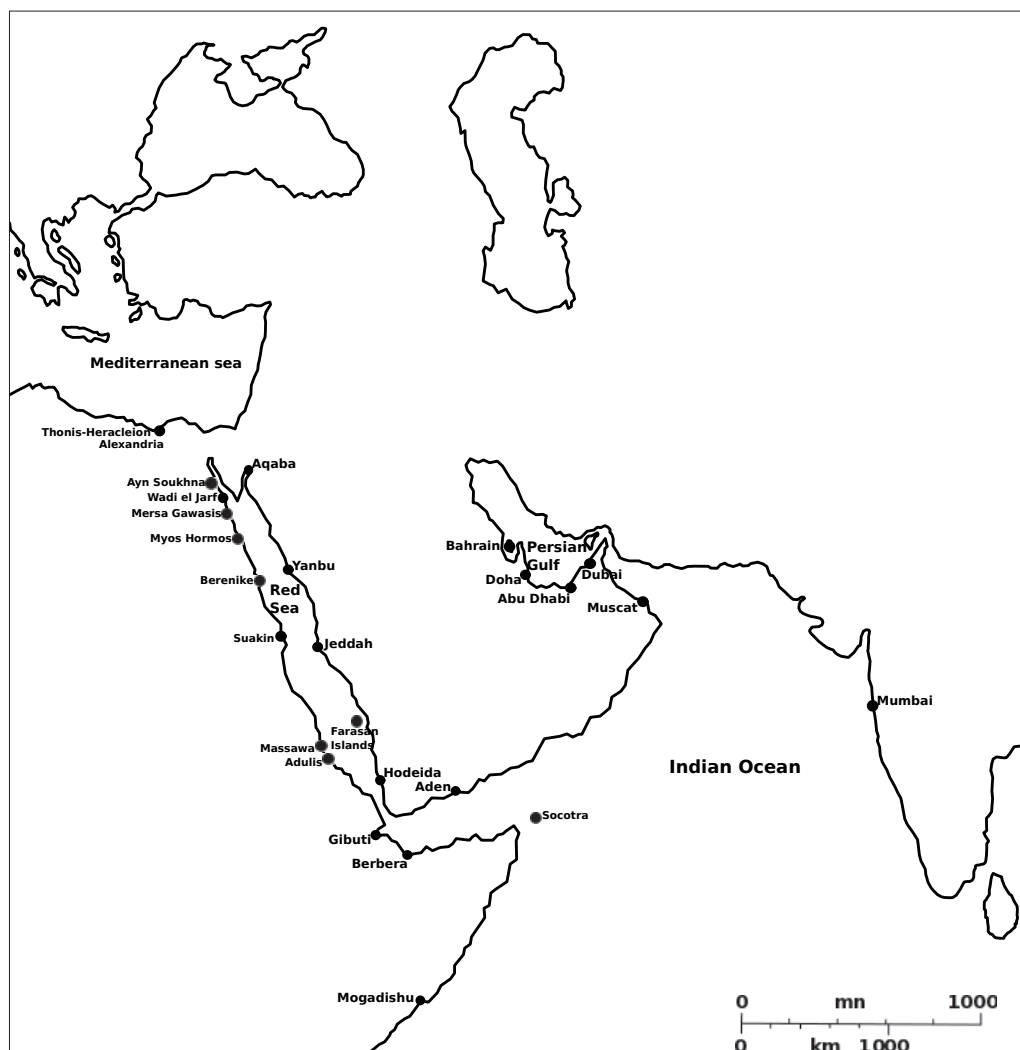 Mediterranean sea
Thonis-Heracleion
Alexandria
Aqaba
Ayn Soukhna
Wadi el Jarf
Mersa Gawasis
Myos Hormos
Bahrain
Persian
Gulf
Yanbu
Doha
Dubai
Berenike
Red
Sea
Abu Dhabi
Muscat
Suakin
Jeddah
Mumbai
Farasan
Islands
Massawa
Adulis
Indian Ocean
Hodeida
Aden
Socotra
Gibuti
Berbera
Mogadishu
0 mn 1000
0 km 1000